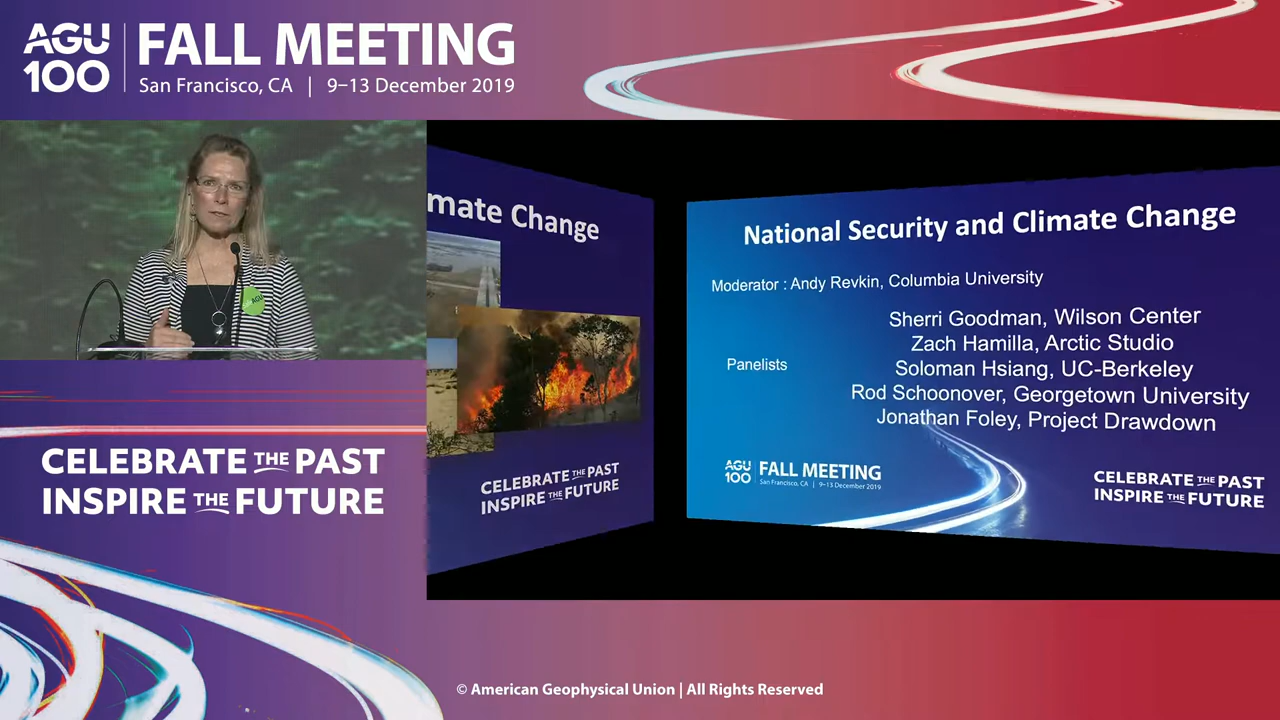 AGU
100
FALL MEETING
San Francisco, CA | 9–13 December 2019
mate Change
National Security and Climate Change
Moderator : Andy Revkin, Columbia University
Sherri Goodman, Wilson Center
Zach Hamilla, Arctic Studio
Panelists
Soloman Hsiang, UC-Berkeley
Rod Schoonover, Georgetown University
Jonathan Foley, Project Drawdown
AGU
100
FALL MEETING
San Francisco, CA | 9–13 December 2019
CELEBRATE THE PAST
INSPIRE THE FUTURE
CELEBRATE THE PAST
INSPIRE THE FUTURE
CELEBRATE THE PAST
INSPIRE THE FUTURE
© American Geophysical Union | All Rights Reserved